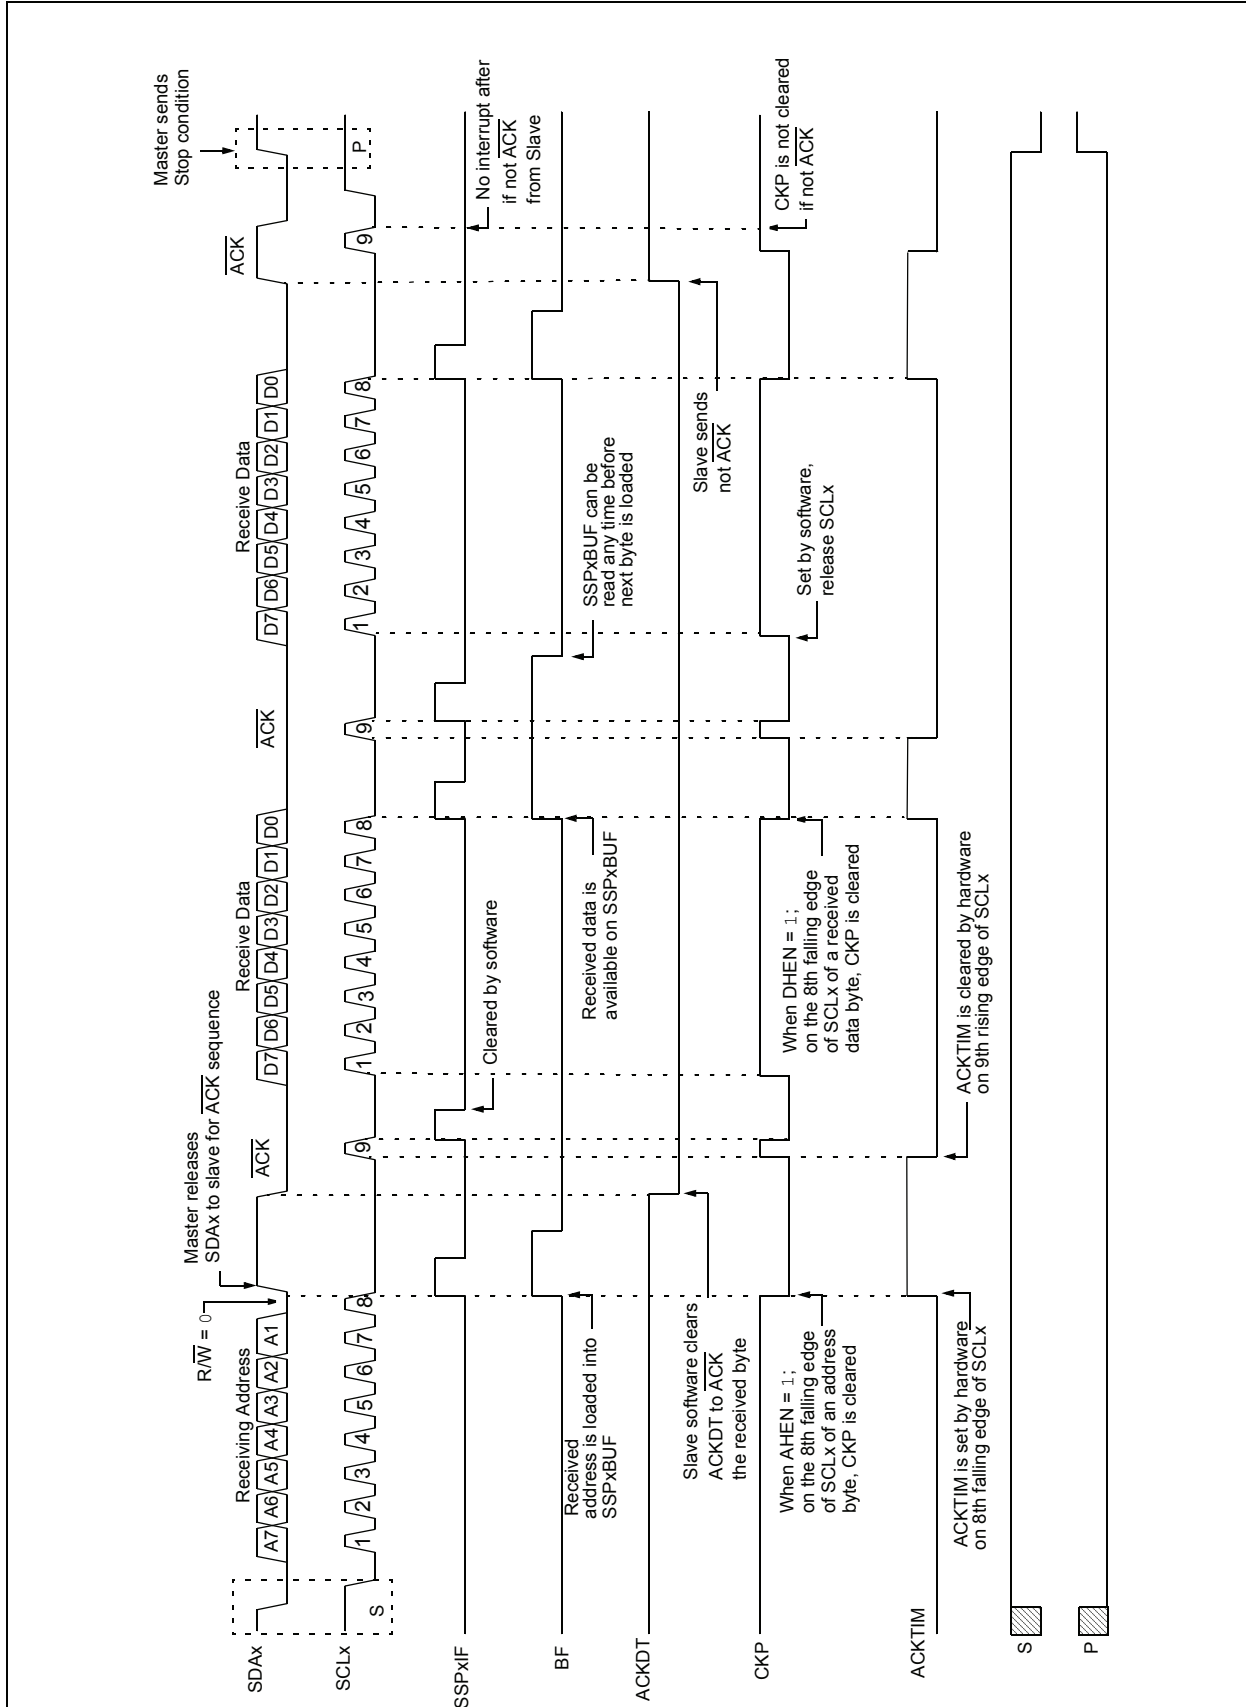 Master sends
Stop condition
Master releases
SDAx to slave for ACK sequence
R/W = 0
Receiving Address
Receive Data
Receive Data
ACK
ACK
ACK
SDAx
A7 A6 A5 A4 A3 A2 A1
D7 D6 D5 D4 D3 D2 D1 D0
D7 D6 D5 D4 D3 D2 D1 D0
SCLx
S
1 2 3 4 5 6 7 8 9
1 2 3 4 5 6 7 8 9
1 2 3 4 5 6 7 8 9
P
SSPxIF
Cleared by software
No interrupt after
if not ACK
from Slave
BF
Received
address is loaded into
SSPxBUF
Received data is
available on SSPxBUF
SSPxBUF can be
read any time before
next byte is loaded
ACKDT
Slave software clears
ACKDT to ACK
the received byte
Slave sends
not ACK
CKP
When AHEN = 1;
on the 8th falling edge
of SCLx of an address
byte, CKP is cleared
When DHEN = 1;
on the 8th falling edge
of SCLx of a received
data byte, CKP is cleared
Set by software,
release SCLx
CKP is not cleared
if not ACK
ACKTIM
ACKTIM is set by hardware
on 8th falling edge of SCLx
ACKTIM is cleared by hardware
on 9th rising edge of SCLx
S
P